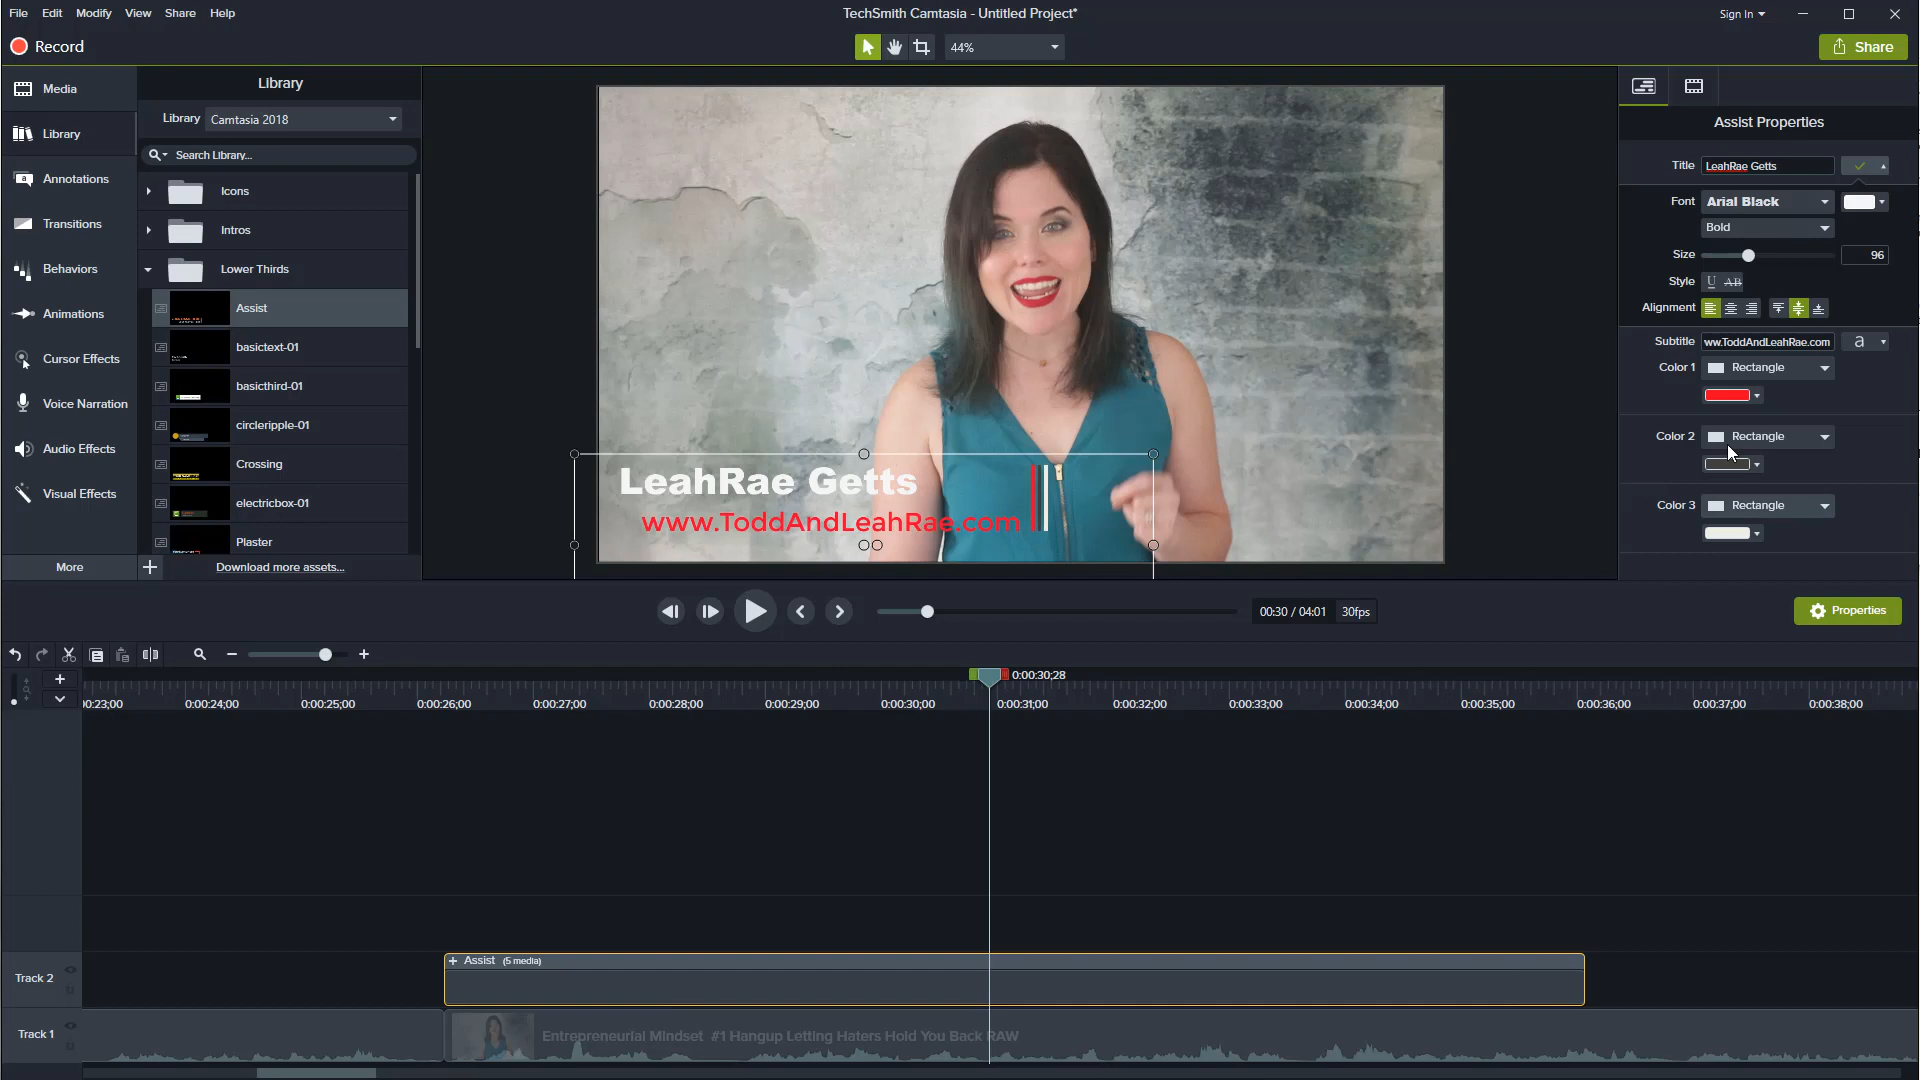 File Edit Modify View Share Help
TechSmith Camtasia - Untitled Project*
Sign In
Record
44%
Share
Media
Library
Annotations
Transitions
Behaviors
Animations
Cursor Effects
Voice Narration
Audio Effects
Visual Effects
More
Library
Library Camtasia 2018
Search Library...
Icons
Intros
Lower Thirds
Assist
basictext-01
basicthird-01
circleripple-01
Crossing
electricbox-01
Plaster
Download more assets...
LeahRae Getts
www.ToddAndLeahRae.com
Assist Properties
Title LeahRae Getts
Font Arial Black
Bold
Size 96
Style U AB
Alignment
Subtitle ww.ToddAndLeahRae.com a
Color 1 Rectangle
Color 2 Rectangle
Color 3 Rectangle
00:30 / 04:01 30fps
Properties
0:00:30;28
00:23;00 0:00:24;00 0:00:25;00 0:00:26;00 0:00:27;00 0:00:28;00 0:00:29;00 0:00:30;00 0:00:31;00 0:00:32;00 0:00:33;00 0:00:34;00 0:00:35;00 0:00:36;00 0:00:37;00 0:00:38;00
Track 2
Assist (5 media)
Track 1
Entrepreneurial Mindset #1 Hangup Letting Haters Hold You Back RAW